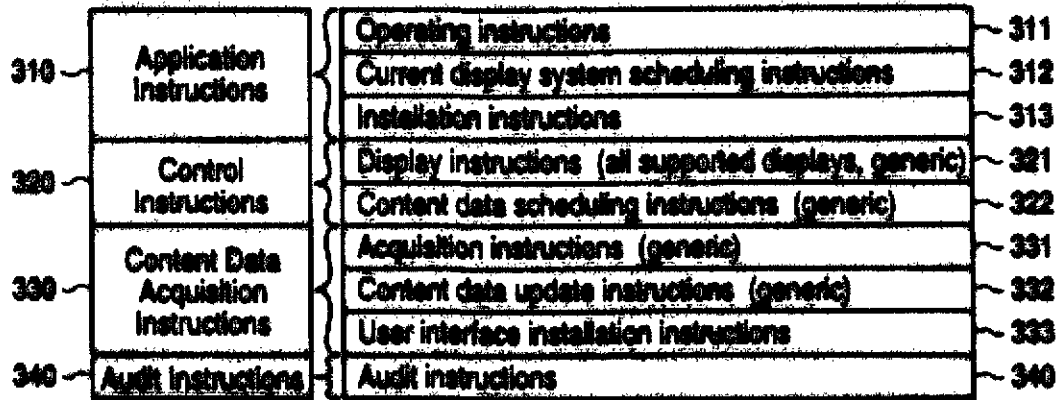 310 Application Instructions
Operating instructions 311
Current display system scheduling instructions 312
Installation instructions 313
320 Control Instructions
Display instructions (all supported displays, generic) 321
Content data scheduling instructions (generic) 322
330 Content Data Acquisition Instructions
Acquisition instructions (generic) 331
Content data update instructions (generic) 332
User interface installation instructions 333
340 Audit Instructions
Audit instructions 340